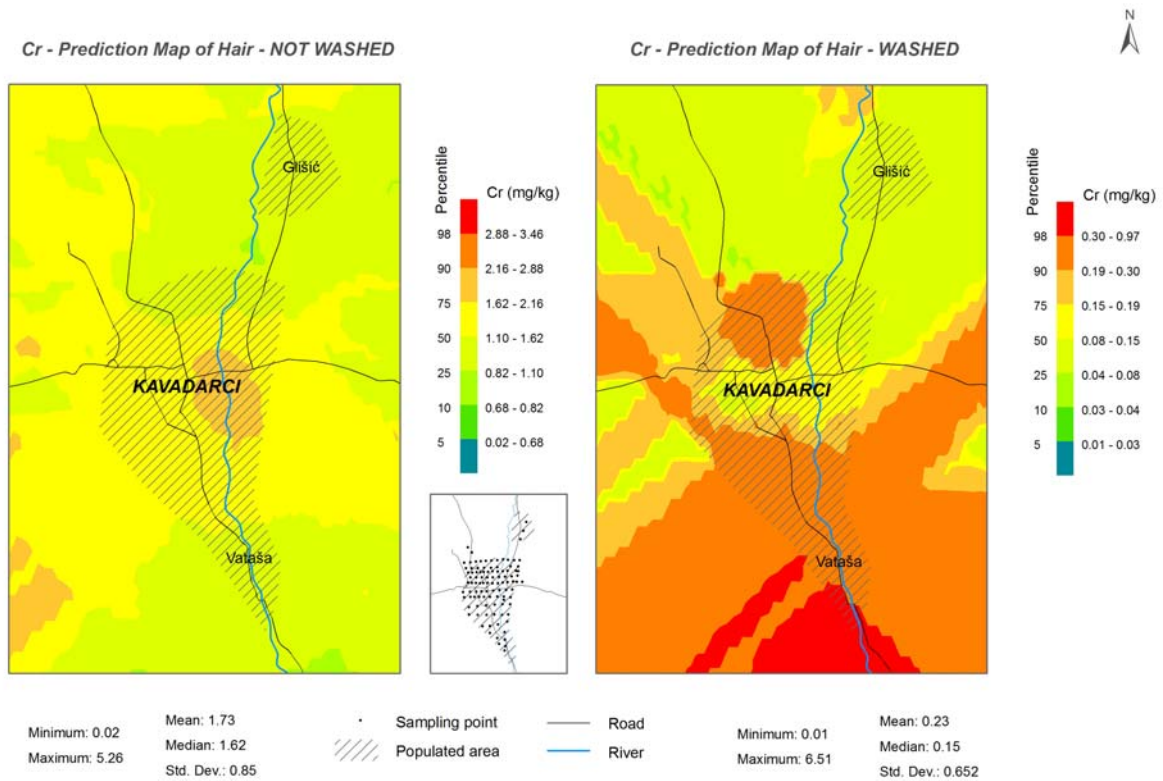 N
Cr - Prediction Map of Hair - NOT WASHED
Cr - Prediction Map of Hair - WASHED
Glišić
KAVADARCI
Vataša
Percentile
Cr (mg/kg)
98
2.88 - 3.46
90
2.16 - 2.88
75
1.62 - 2.16
50
1.10 - 1.62
25
0.82 - 1.10
10
0.68 - 0.82
5
0.02 - 0.68
Glišić
KAVADARCI
Vataša
Percentile
Cr (mg/kg)
98
0.30 - 0.97
90
0.19 - 0.30
75
0.15 - 0.19
50
0.08 - 0.15
25
0.04 - 0.08
10
0.03 - 0.04
5
0.01 - 0.03
Minimum: 0.02
Maximum: 5.26
Mean: 1.73
Median: 1.62
Std. Dev.: 0.85
Sampling point
Populated area
Road
River
Minimum: 0.01
Maximum: 6.51
Mean: 0.23
Median: 0.15
Std. Dev.: 0.652